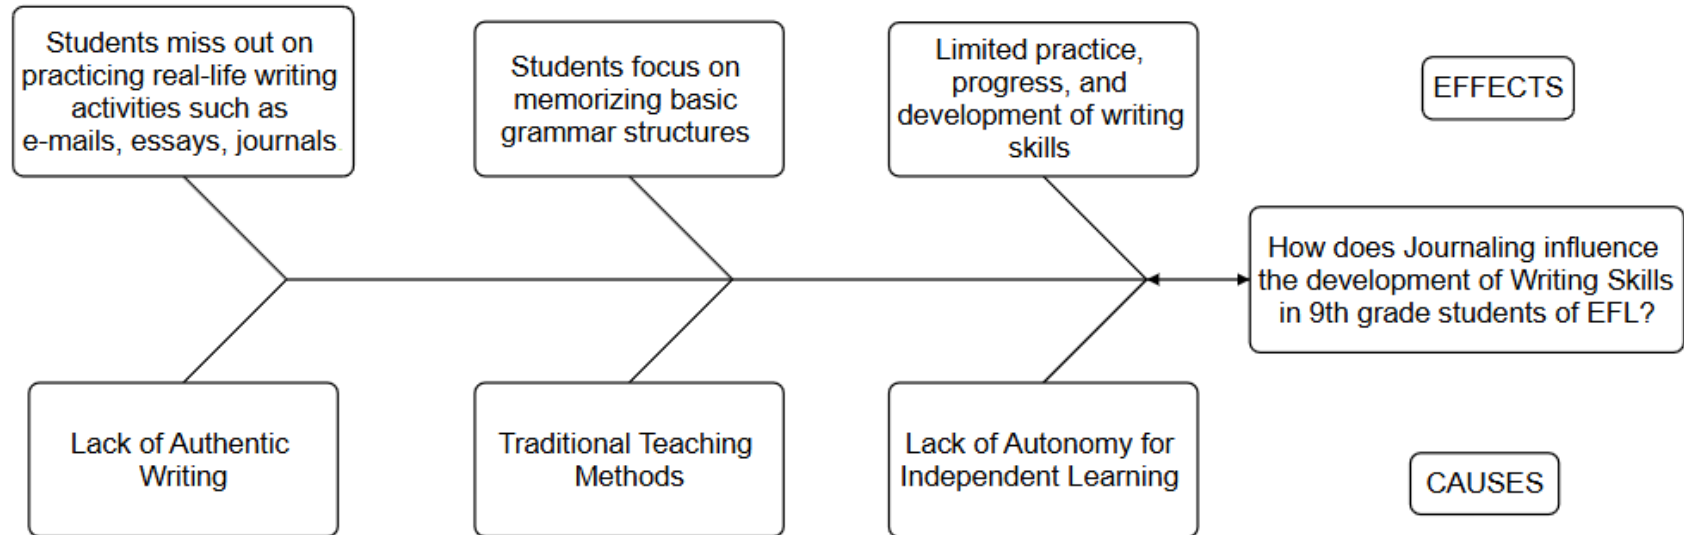 Students miss out on
practicing real-life writing
activities such as
e-mails, essays, journals.
Students focus on
memorizing basic
grammar structures
Limited practice,
progress, and
development of writing
skills
EFFECTS
How does Journaling influence
the development of Writing Skills
in 9th grade students of EFL?
Lack of Authentic
Writing
Traditional Teaching
Methods
Lack of Autonomy for
Independent Learning
CAUSES